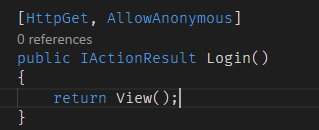 [HttpGet, AllowAnonymous]
0 references
public IActionResult Login()
{
    return View();
}